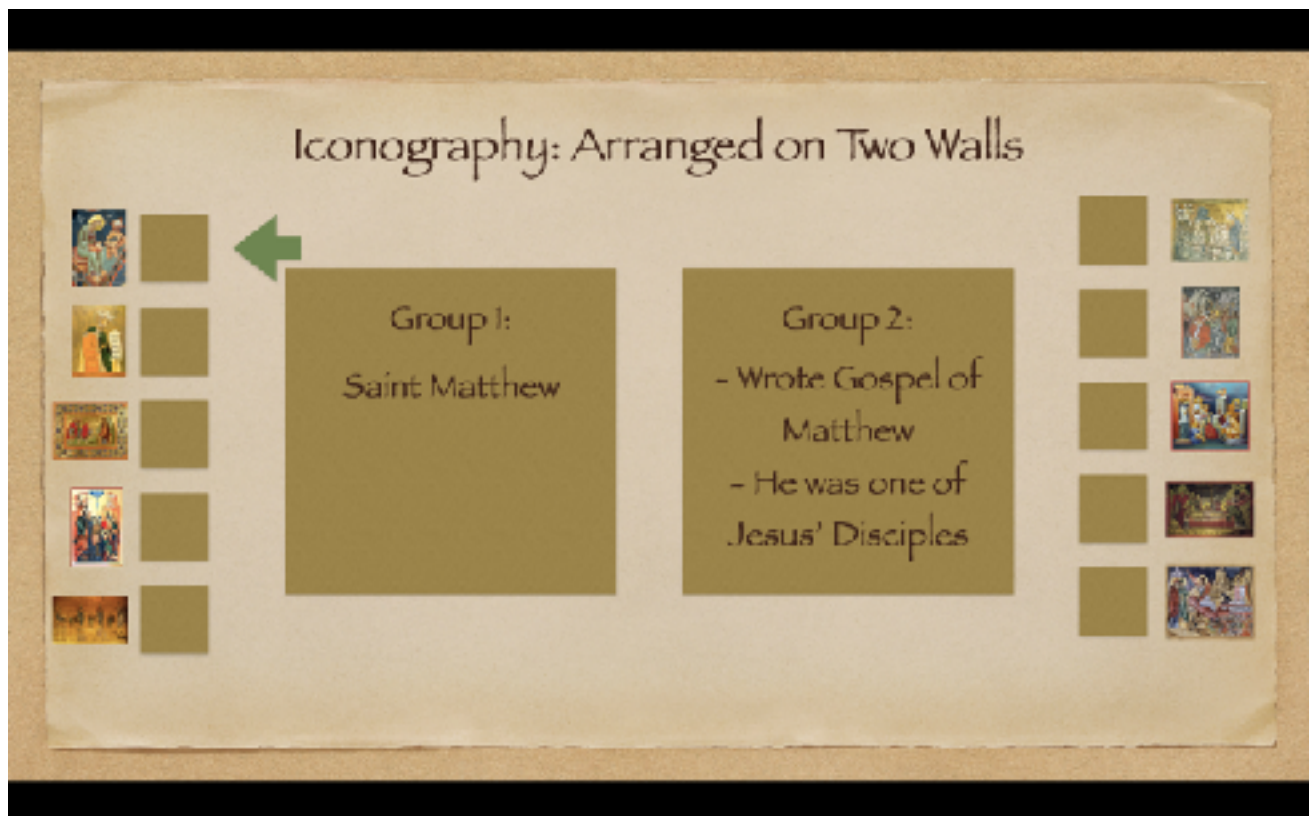 Iconography: Arranged on Two Walls
Group 1:
Saint Matthew
Group 2:
- Wrote Gospel of
Matthew
- He was one of
Jesus' Disciples